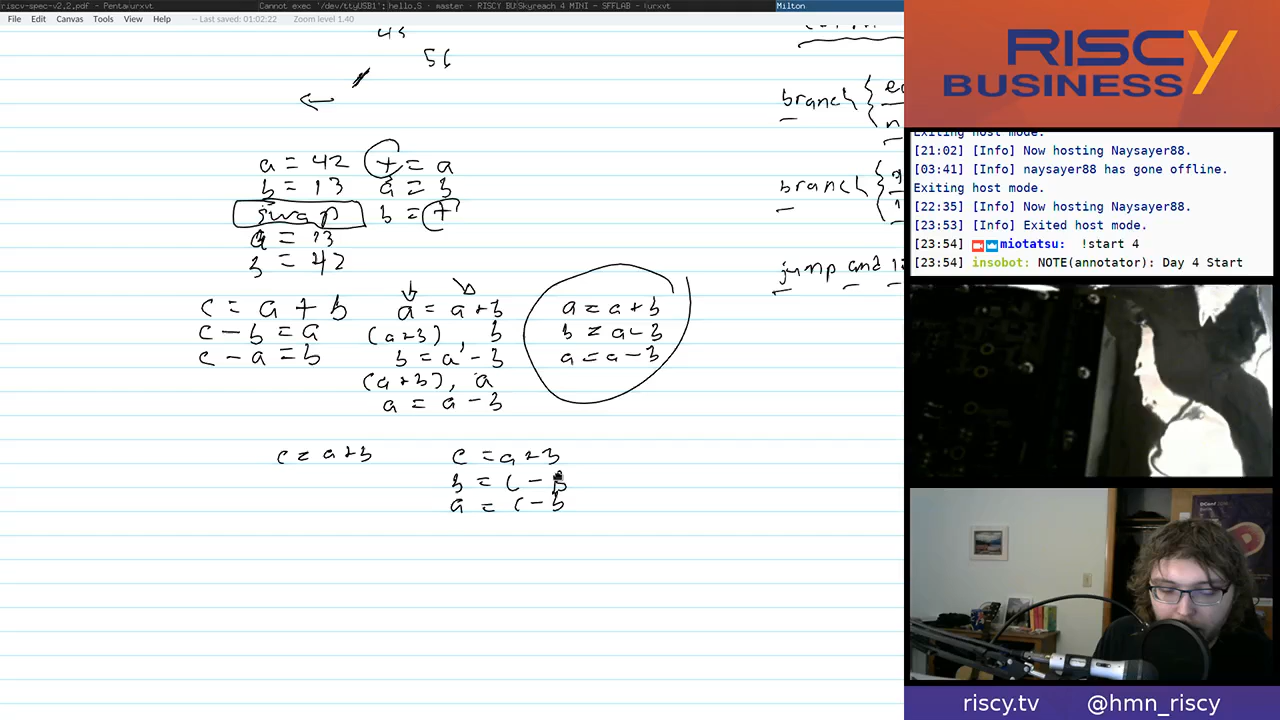 riscv-spec-v2.2.pdf - Penta urxvt
Cannot exec '/dev/ttyUSB1': hello.S - master - RISCY BU Skyreach 4 MINI - SFFLAB - (urxvt
Milton
File Edit Canvas Tools View -- Last saved: 01:02:22 Zoom level 1.40
56
←
a = 42 t = a
b = 13 a = b
swap b = t
a = 13
b = 42
c = a + b
c - b = a
c - a = b
a = a+b
(a+b), b
b = a - b
(a+b), a
a = a - b
a = a + b
b = a - b
a = a - b
c = a+b
c = a+b
b = c -
a = c - b
branch { 
branch { 
jump and
RISCY
BUSINESS
Exiting host mode.
[21:02] [Info] Now hosting Naysayer88.
[03:41] [Info] naysayer88 has gone offline.
Exiting host mode.
[22:35] [Info] Now hosting Naysayer88.
[23:53] [Info] Exited host mode.
[23:54] miotatsu: !start 4
[23:54] insobot: NOTE(annotator): Day 4 Start
riscy.tv @hmn_riscy